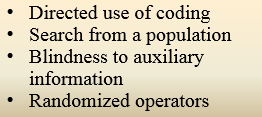 • Directed use of coding
• Search from a population
• Blindness to auxiliary
information
• Randomized operators